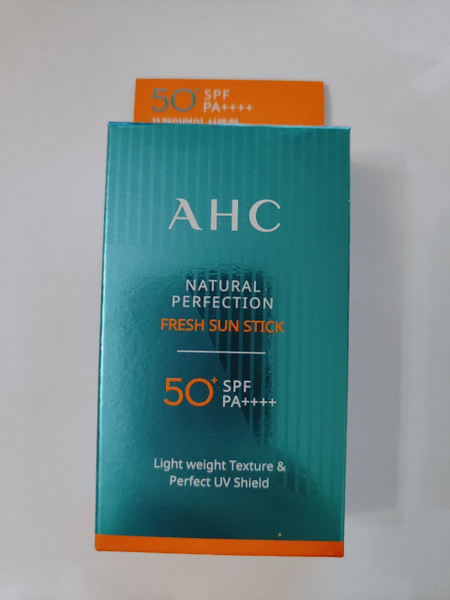 50+ SPF
PA++++
AHC
NATURAL
PERFECTION
FRESH SUN STICK
50+ SPF
PA++++
Light weight Texture &
Perfect UV Shield